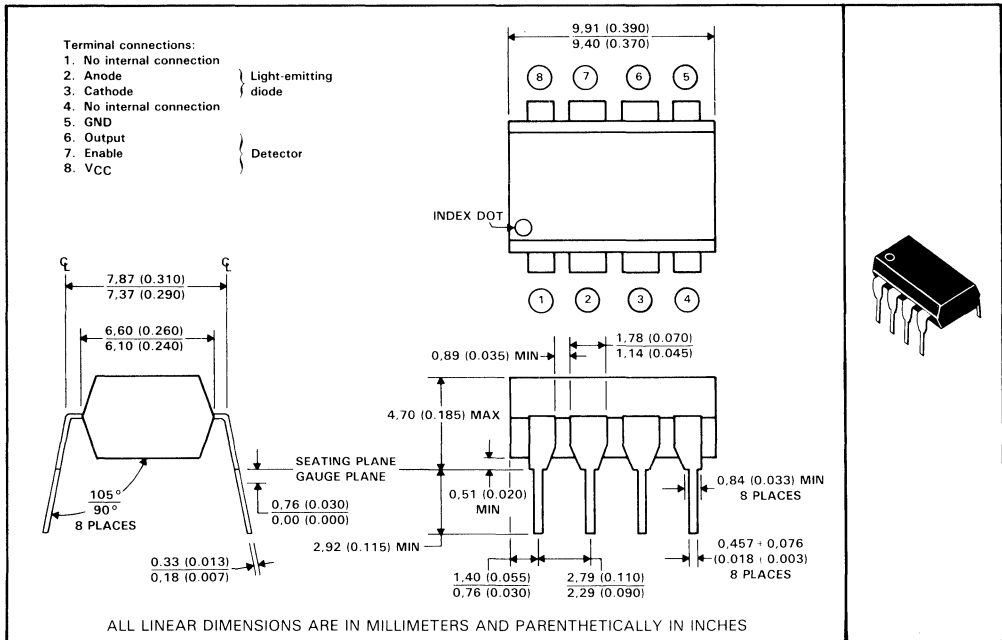 Terminal connections:
1. No internal connection
2. Anode
3. Cathode
Light-emitting
diode
4. No internal connection
5. GND
6. Output
7. Enable
8. VCC
Detector
9,91 (0.390)
9,40 (0.370)
8 7 6 5
INDEX DOT
1 2 3 4
℄ ℄
7,87 (0.310)
7,37 (0.290)
6,60 (0.260)
6,10 (0.240)
105°
90°
8 PLACES
0.33 (0.013)
0,18 (0.007)
SEATING PLANE
GAUGE PLANE
0,76 (0.030)
0,00 (0.000)
0,89 (0.035) MIN
1,78 (0.070)
1,14 (0.045)
4,70 (0.185) MAX
0,51 (0.020)
MIN
2,92 (0.115) MIN
0,84 (0.033) MIN
8 PLACES
0,457 + 0,076
(0.018 + 0.003)
8 PLACES
1,40 (0.055)
0,76 (0.030)
2,79 (0.110)
2,29 (0.090)
ALL LINEAR DIMENSIONS ARE IN MILLIMETERS AND PARENTHETICALLY IN INCHES